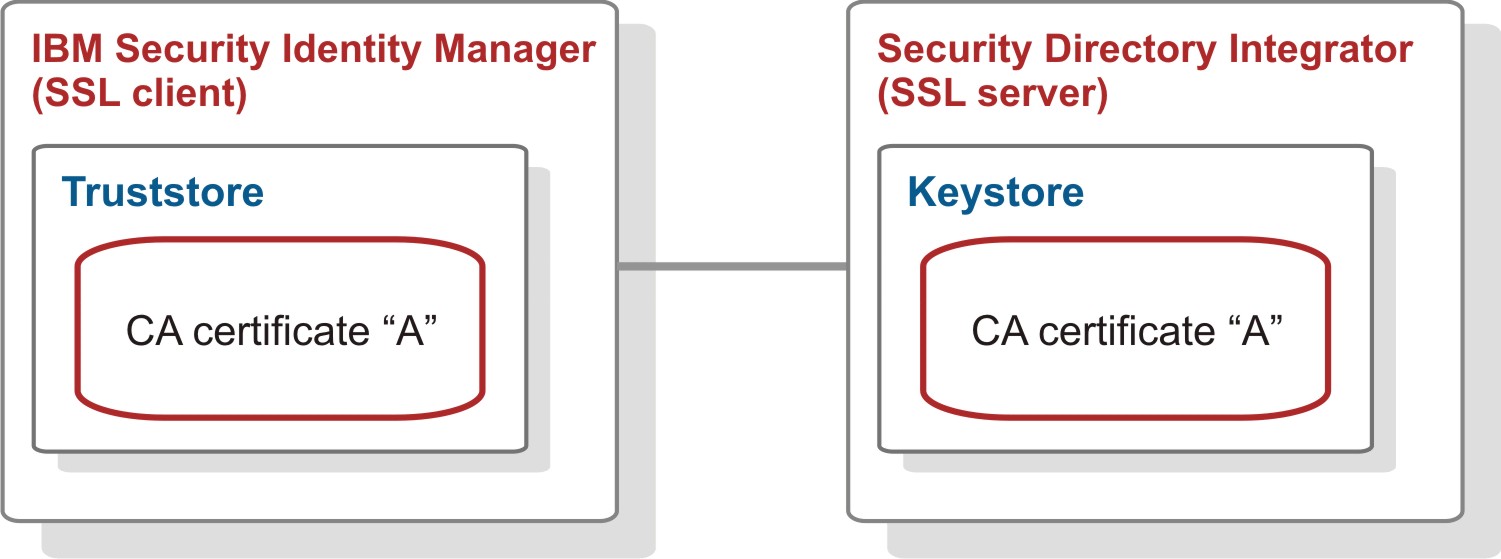 IBM Security Identity Manager
(SSL client)
Truststore
CA certificate “A”
Security Directory Integrator
(SSL server)
Keystore
CA certificate “A”